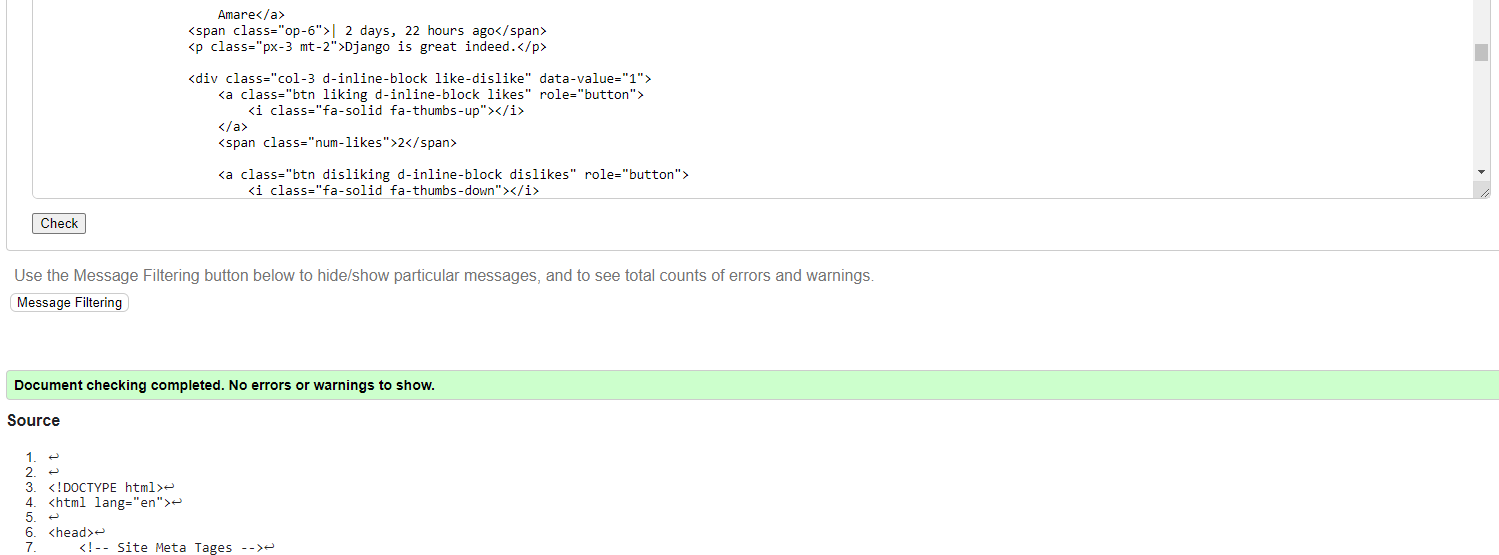 Amare</a>
<span class="op-6">| 2 days, 22 hours ago</span>
<p class="px-3 mt-2">Django is great indeed.</p>
<div class="col-3 d-inline-block like-dislike" data-value="1">
<a class="btn liking d-inline-block likes" role="button">
<i class="fa-solid fa-thumbs-up"></i>
</a>
<span class="num-likes">2</span>
<a class="btn disliking d-inline-block dislikes" role="button">
<i class="fa-solid fa-thumbs-down"></i>
Check
Use the Message Filtering button below to hide/show particular messages, and to see total counts of errors and warnings.
Message Filtering
Document checking completed. No errors or warnings to show.
Source
1. ↩
2. ↩
3. <!DOCTYPE html>↩
4. <html lang="en">↩
5. ↩
6. <head>↩
7. <!-- Site Meta Tages -->↩